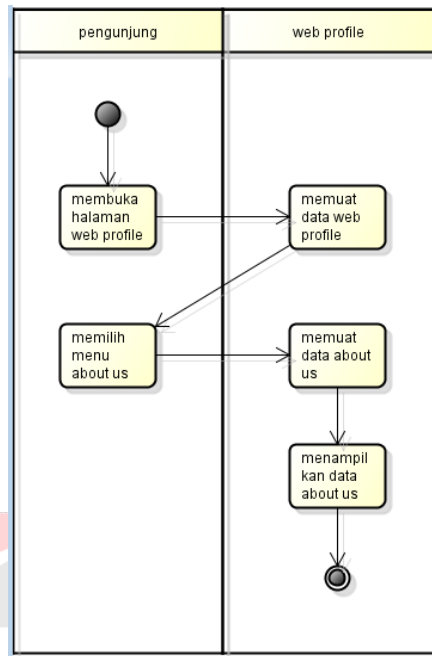 pengunjung
web profile
membuka
halaman
web profile
memuat
data web
profile
memilih
menu
about us
memuat
data about
us
menampil
kan data
about us